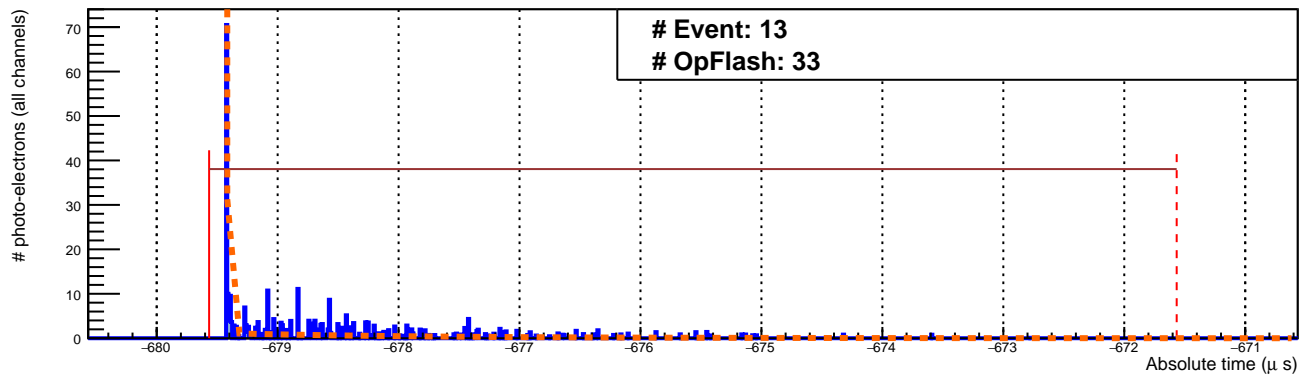 # Event: 13
# OpFlash: 33
# photo-electrons (all channels)
70
60
50
40
30
20
10
0
−680 −679 −678 −677 −676 −675 −674 −673 −672 −671
Absolute time (μ s)